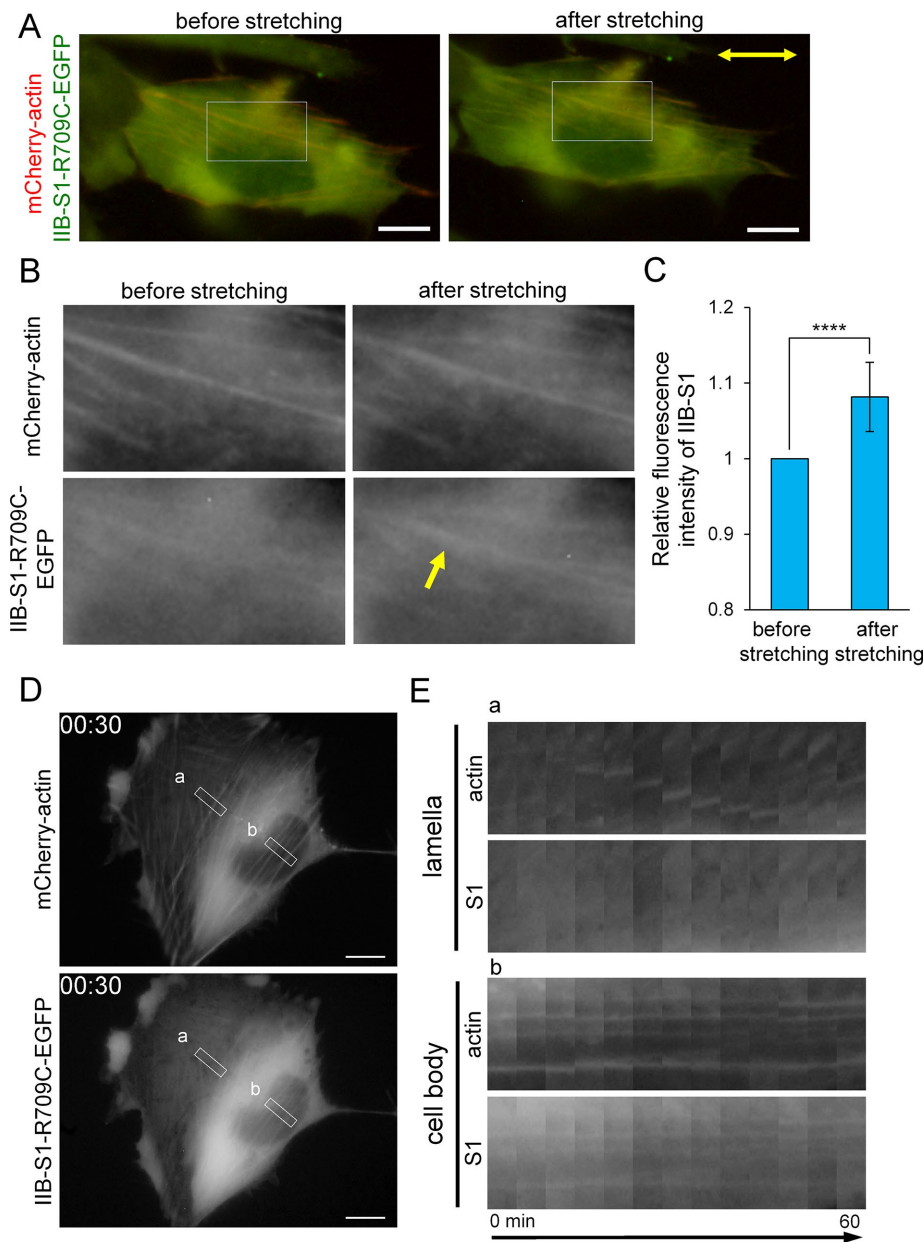 A
before stretching
after stretching
mCherry-actin
IIB-S1-R709C-EGFP
B
before stretching
after stretching
mCherry-actin
IIB-S1-R709C-
EGFP
C
Relative fluorescence
intensity of IIB-S1
1.2
1.1
1
0.9
0.8
****
before
stretching
after
stretching
D
00:30
a
b
mCherry-actin
00:30
a
b
IIB-S1-R709C-EGFP
E
a
lamella
actin
S1
b
cell body
actin
S1
0 min
60